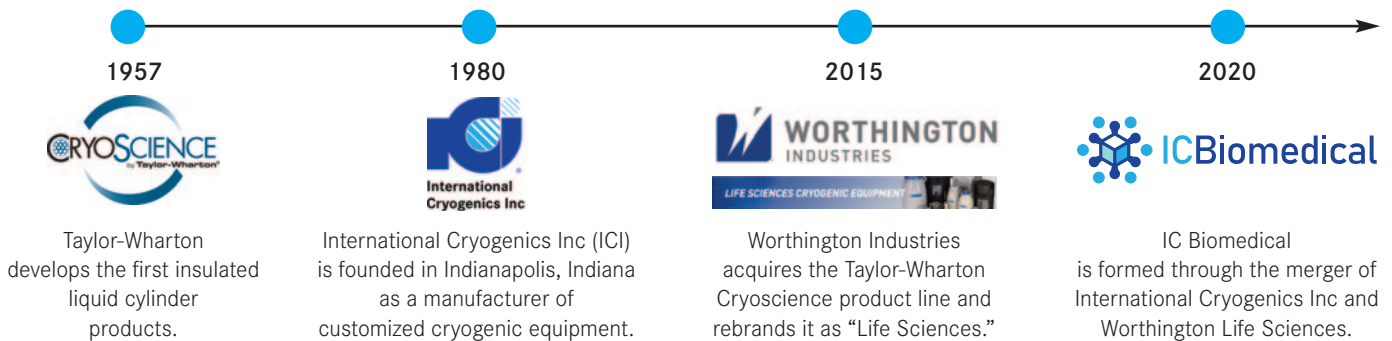 1957
CRYOSCIENCE
by Taylor-Wharton®
Taylor-Wharton
develops the first insulated
liquid cylinder
products.
1980
ICI
International
Cryogenics Inc
International Cryogenics Inc (ICI)
is founded in Indianapolis, Indiana
as a manufacturer of
customized cryogenic equipment.
2015
WORTHINGTON
INDUSTRIES
LIFE SCIENCES CRYOGENIC EQUIPMENT
Worthington Industries
acquires the Taylor-Wharton
Cryoscience product line and
rebrands it as “Life Sciences.”
2020
ICBiomedical
IC Biomedical
is formed through the merger of
International Cryogenics Inc and
Worthington Life Sciences.